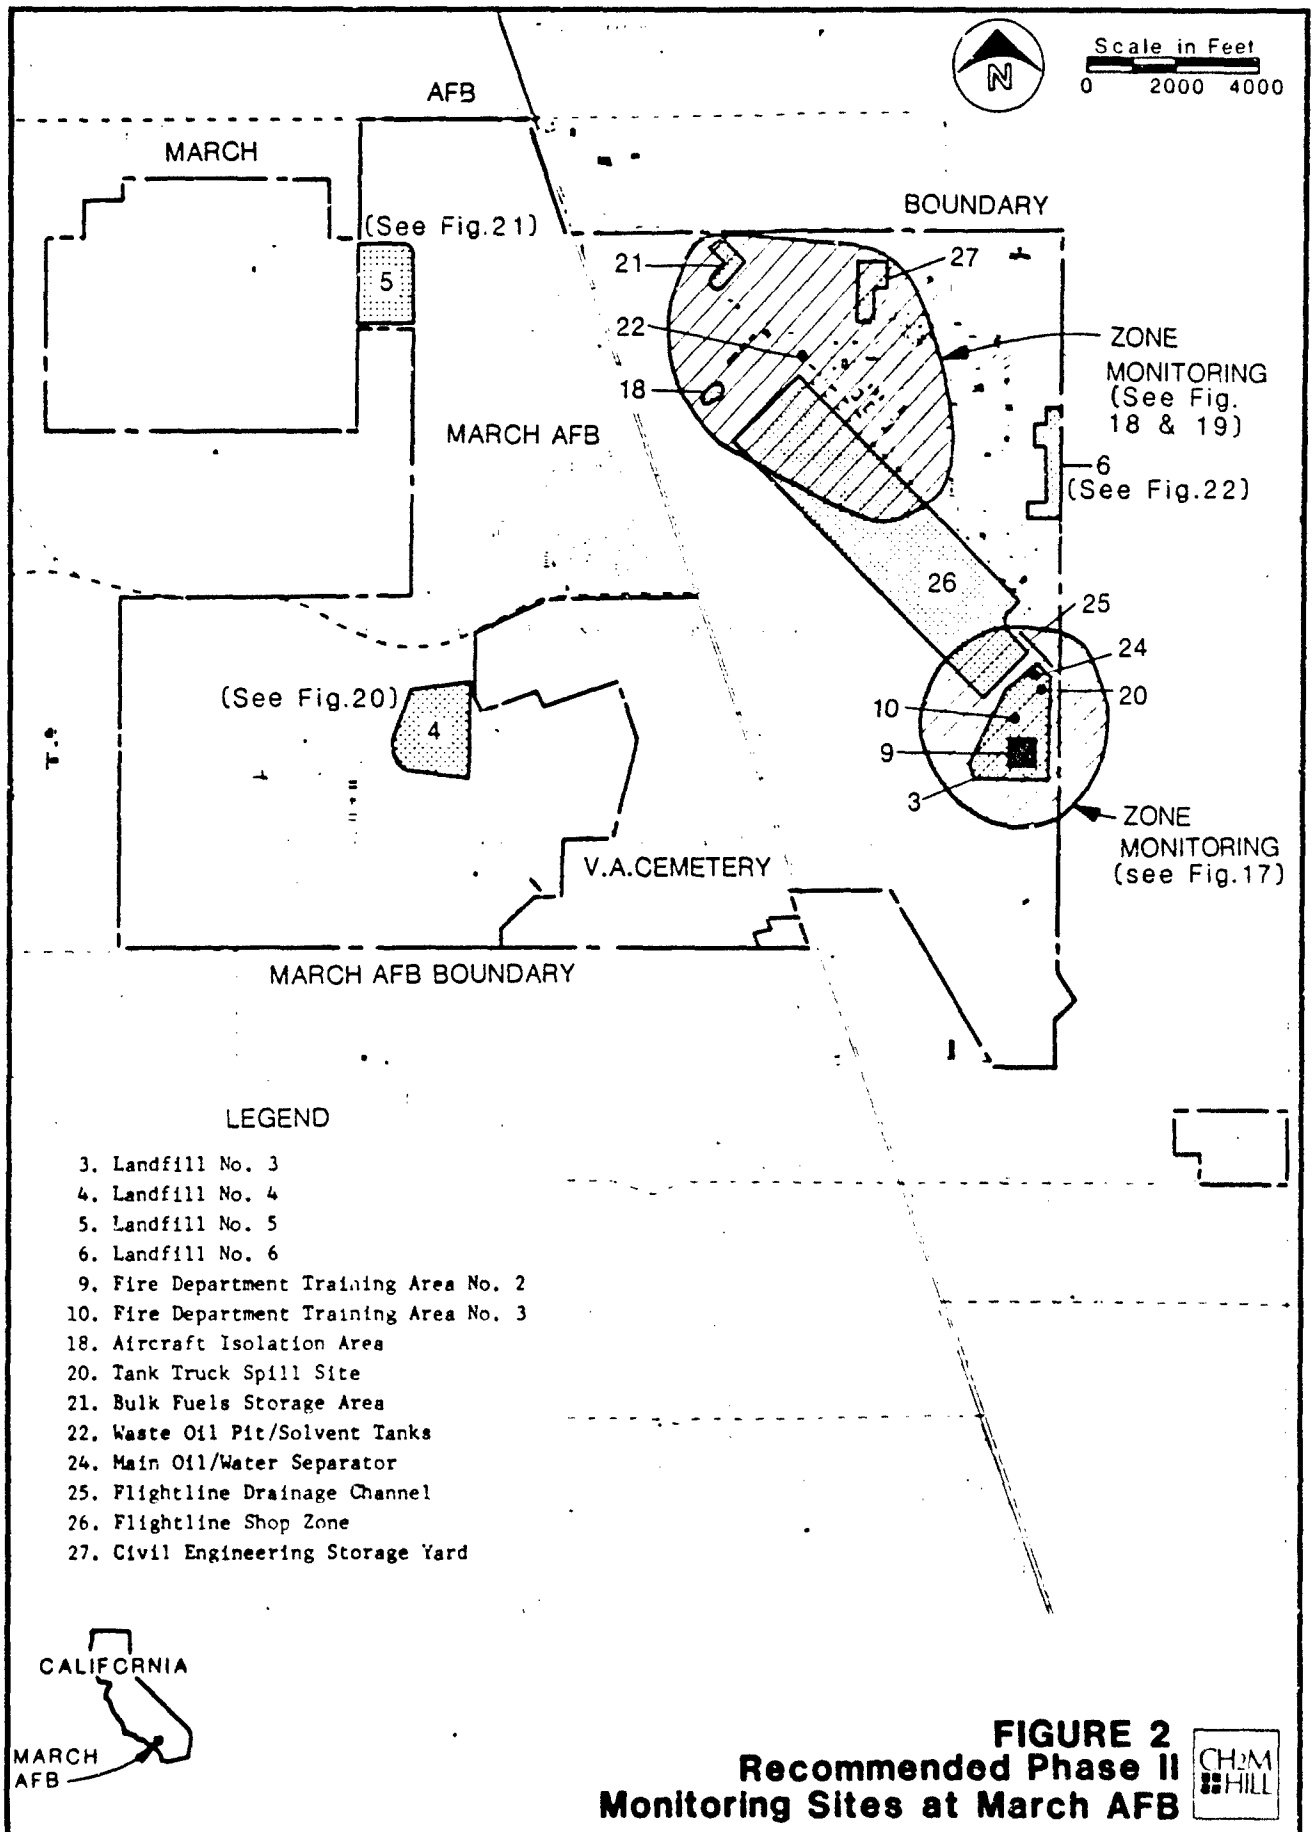 N
Scale in Feet
0 2000 4000
AFB
MARCH
BOUNDARY
(See Fig.21)
5
21
27
22
18
ZONE
MONITORING
(See Fig.
18 & 19)
MARCH AFB
6
(See Fig.22)
26
25
24
20
(See Fig.20)
4
10
9
3
ZONE
MONITORING
(see Fig.17)
V.A.CEMETERY
MARCH AFB BOUNDARY
LEGEND
3. Landfill No. 3
4. Landfill No. 4
5. Landfill No. 5
6. Landfill No. 6
9. Fire Department Training Area No. 2
10. Fire Department Training Area No. 3
18. Aircraft Isolation Area
20. Tank Truck Spill Site
21. Bulk Fuels Storage Area
22. Waste Oil Pit/Solvent Tanks
24. Main Oil/Water Separator
25. Flightline Drainage Channel
26. Flightline Shop Zone
27. Civil Engineering Storage Yard
CALIFORNIA
MARCH
AFB
FIGURE 2
Recommended Phase II
Monitoring Sites at March AFB
CH2M
HILL